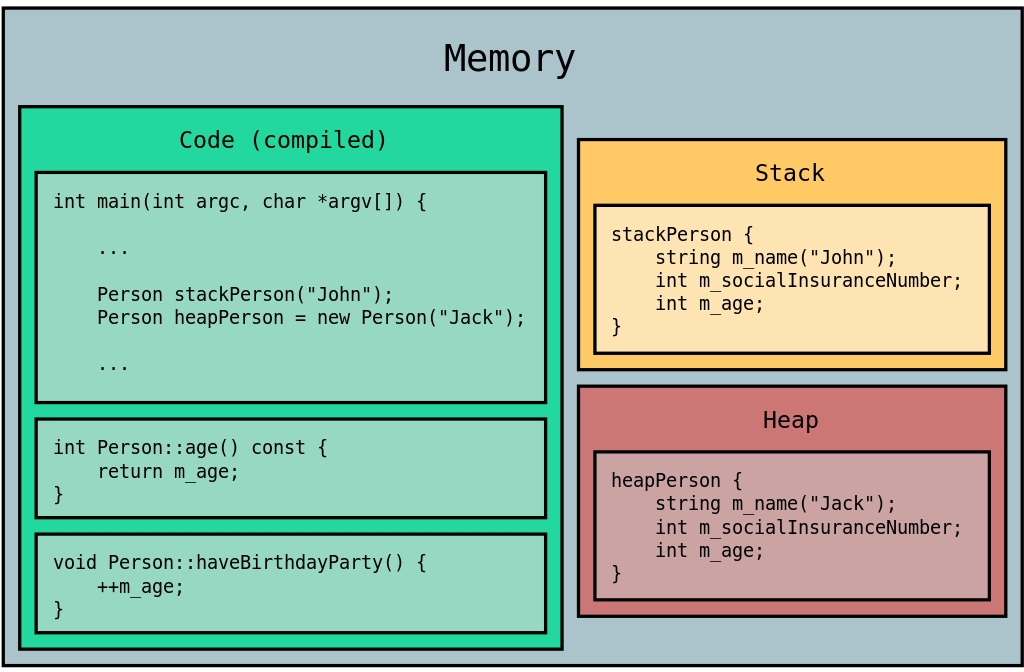 Memory
Code (compiled)
int main(int argc, char *argv[]) {
...
Person stackPerson("John");
Person heapPerson = new Person("Jack");
...
int Person::age() const {
return m_age;
}
void Person::haveBirthdayParty() {
++m_age;
}
Stack
stackPerson {
string m_name("John");
int m_socialInsuranceNumber;
int m_age;
}
Heap
heapPerson {
string m_name("Jack");
int m_socialInsuranceNumber;
int m_age;
}